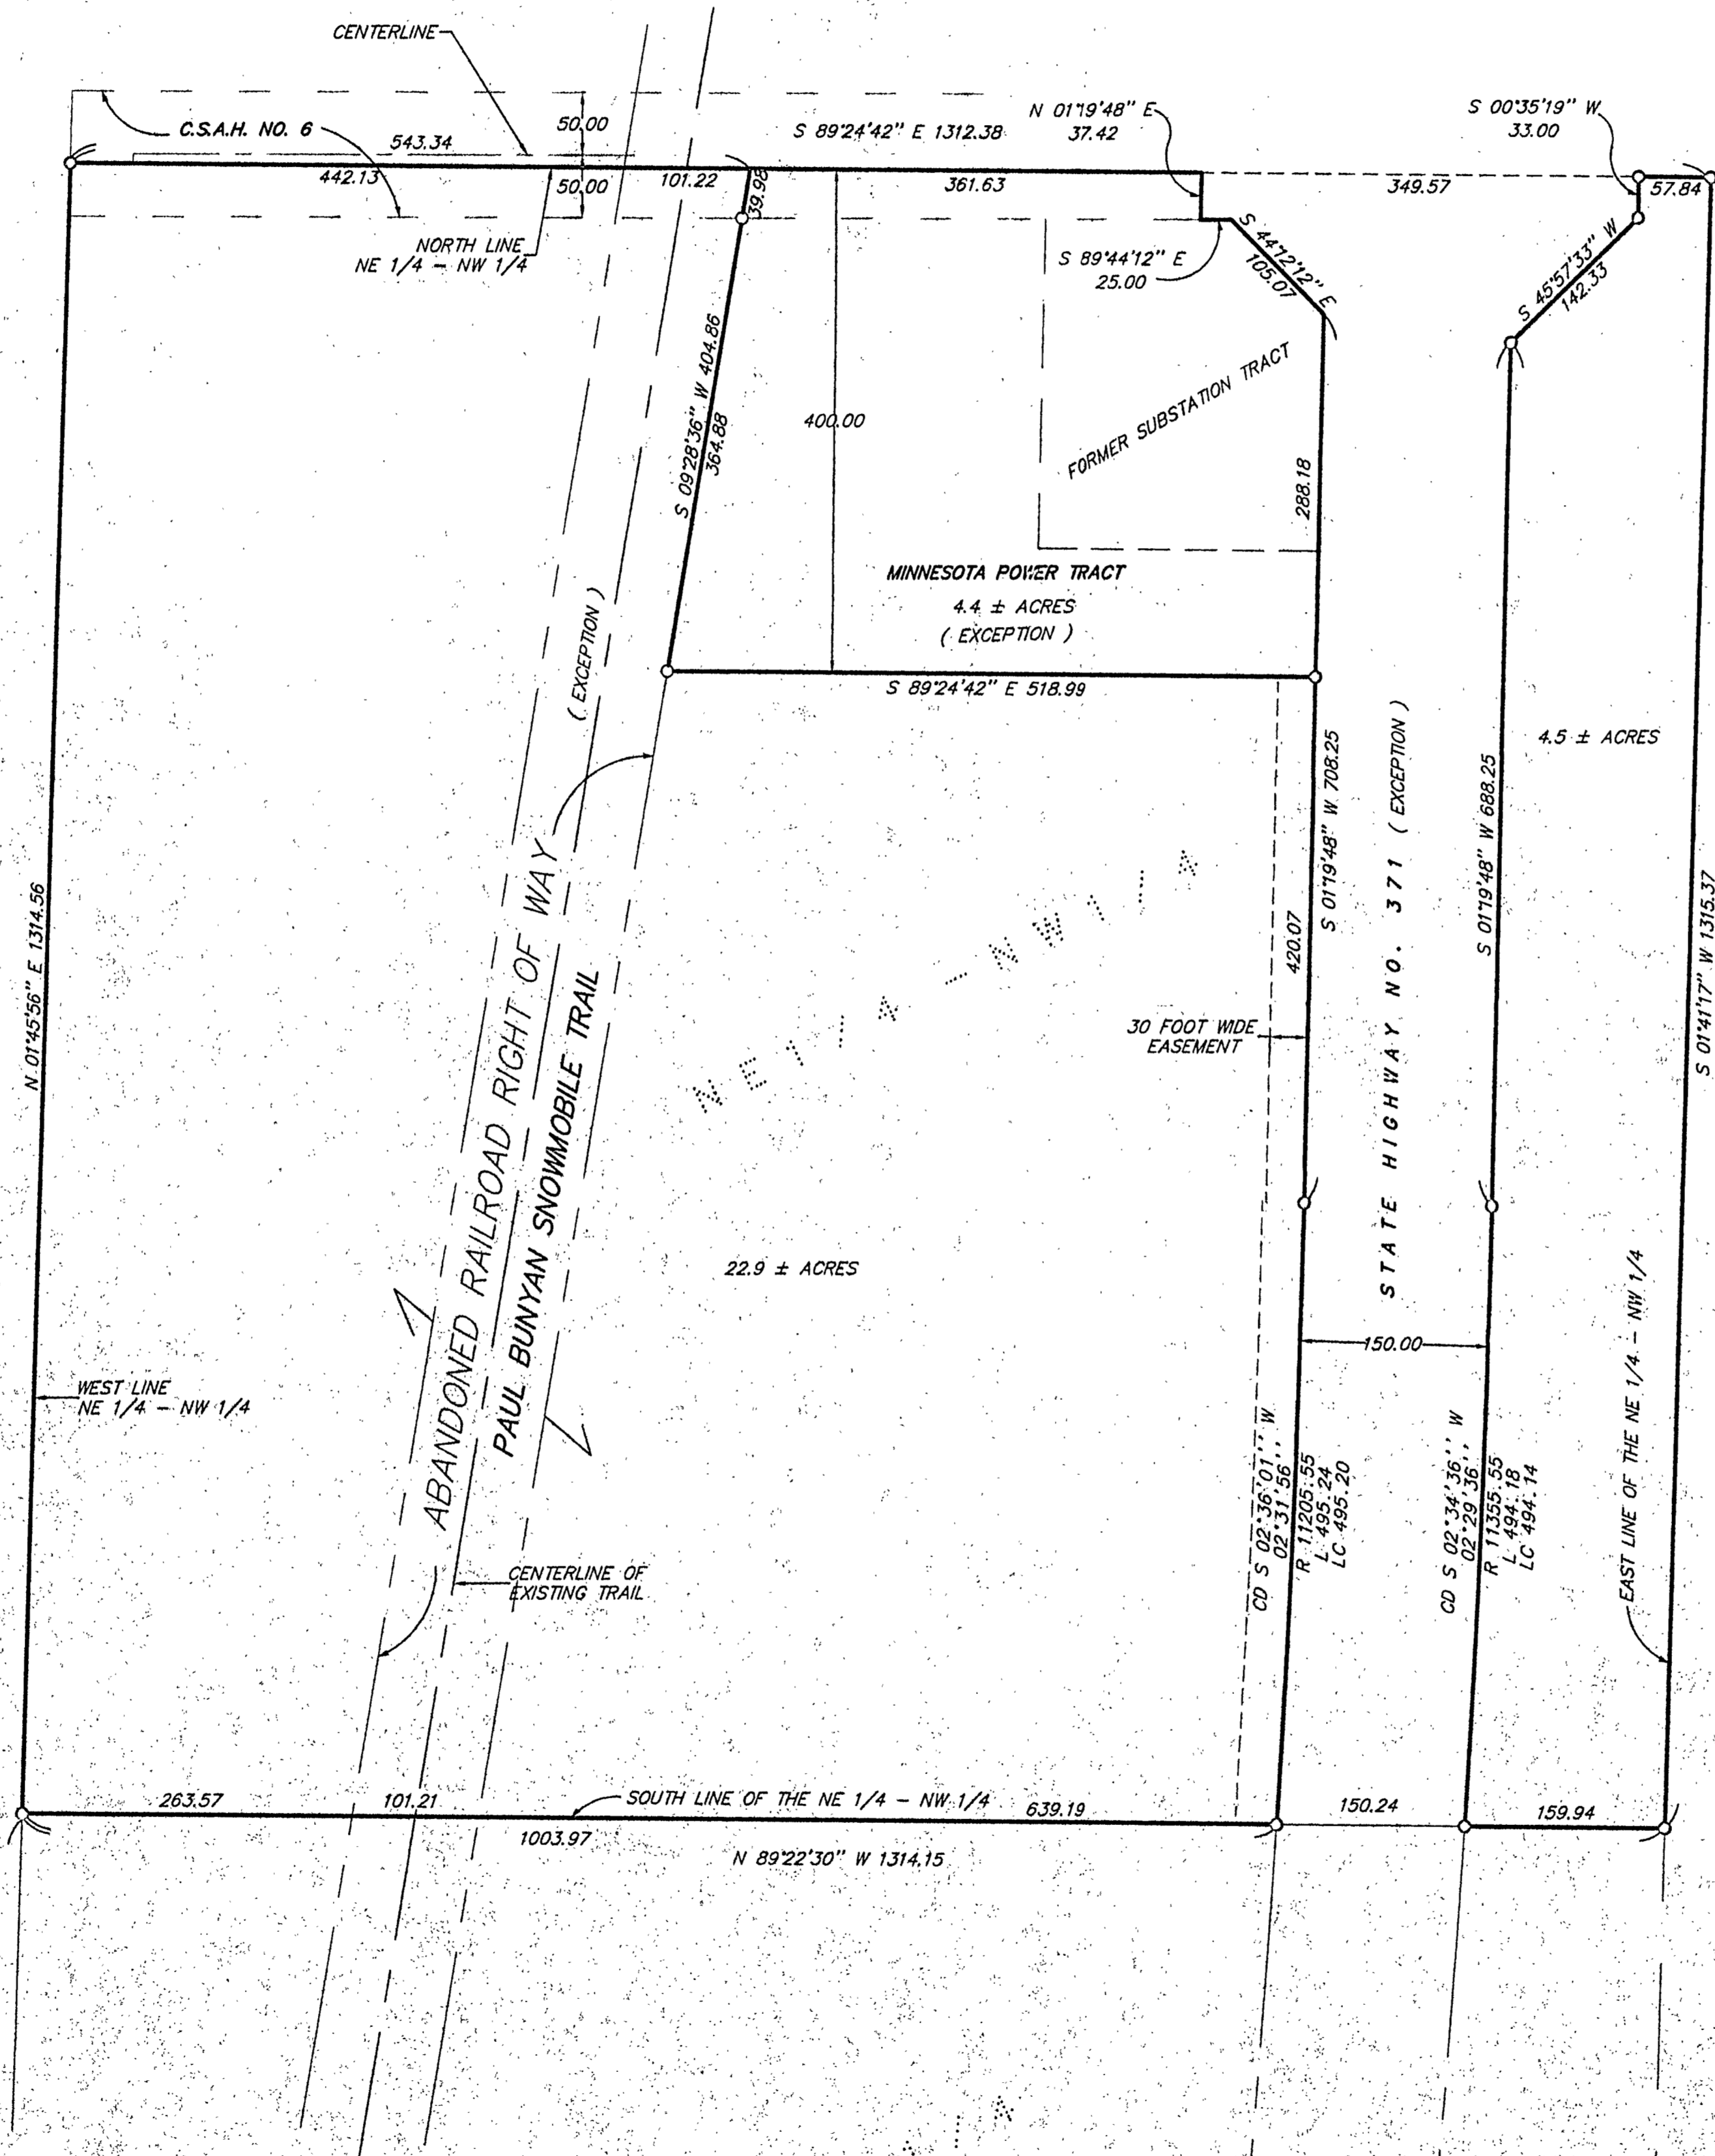 CENTERLINE
C.S.A.H. NO. 6
543.34
50.00
S 89°24'42" E 1312.38
N 01°19'48" E
37.42
S 00°35'19" W
33.00
442.13
50.00
101.22
39.98
361.63
349.57
57.84
NORTH LINE
NE 1/4 - NW 1/4
S 89°44'12" E
25.00
S 44°12'12" E
105.07
S 45°57'33" W
142.33
S 09°28'36" W 404.86
364.88
400.00
FORMER SUBSTATION TRACT
288.18
MINNESOTA POWER TRACT
4.4 ± ACRES
( EXCEPTION )
( EXCEPTION )
S 89°24'42" E 518.99
4.5 ± ACRES
S 01°19'48" W 708.25
STATE HIGHWAY NO. 371 ( EXCEPTION )
S 01°19'48" W 688.25
N 01°45'56" E 1314.56
S 01°41'17" W 1315.37
420.07
NE 1/4 - NW 1/4
30 FOOT WIDE
EASEMENT
ABANDONED RAILROAD RIGHT OF WAY
PAUL BUNYAN SNOWMOBILE TRAIL
22.9 ± ACRES
150.00
WEST LINE
NE 1/4 - NW 1/4
CD S 02°36'01'' W
02°31'56''
R 11205.55
L 495.24
LC 495.20
CD S 02°34'36'' W
02°29'36''
R 11355.55
L 494.18
LC 494.14
EAST LINE OF THE NE 1/4 - NW 1/4
CENTERLINE OF
EXISTING TRAIL
263.57
101.21
SOUTH LINE OF THE NE 1/4 - NW 1/4
639.19
150.24
159.94
1003.97
N 89°22'30" W 1314.15